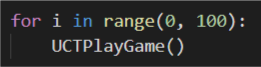 for i in range(0, 100):
    UCTPlayGame()